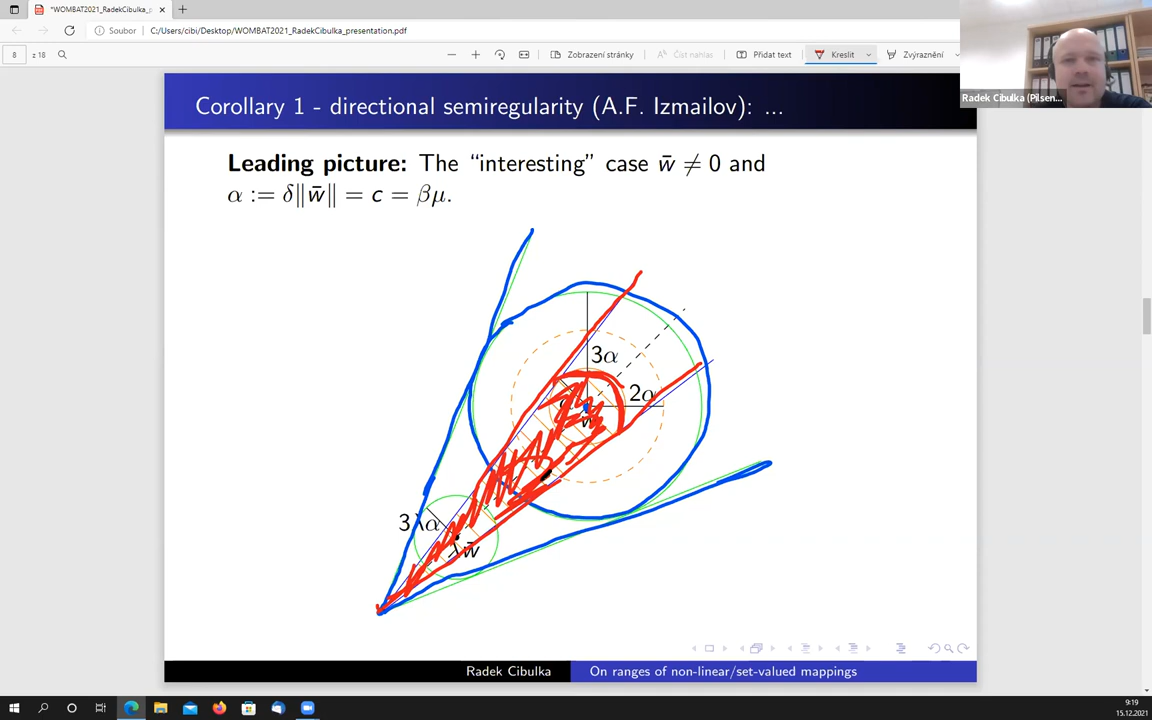 *WOMBAT2021_RadekCibulka_p
Soubor
C:/Users/cibi/Desktop/WOMBAT2021_RadekCibulka_presentation.pdf
8
z 18
Zobrazení stránky
Číst nahlas
Přidat text
Kreslit
Zvýraznění
Radek Cibulka (Pilsen...
Corollary 1 - directional semiregularity (A.F. Izmailov): ...
Leading picture: The “interesting” case w̄ ≠ 0 and
α := δ‖w̄‖ = c = βμ.
3α
2α
3λα
λw̄
Radek Cibulka
On ranges of non-linear/set-valued mappings
9:19
15.12.2021